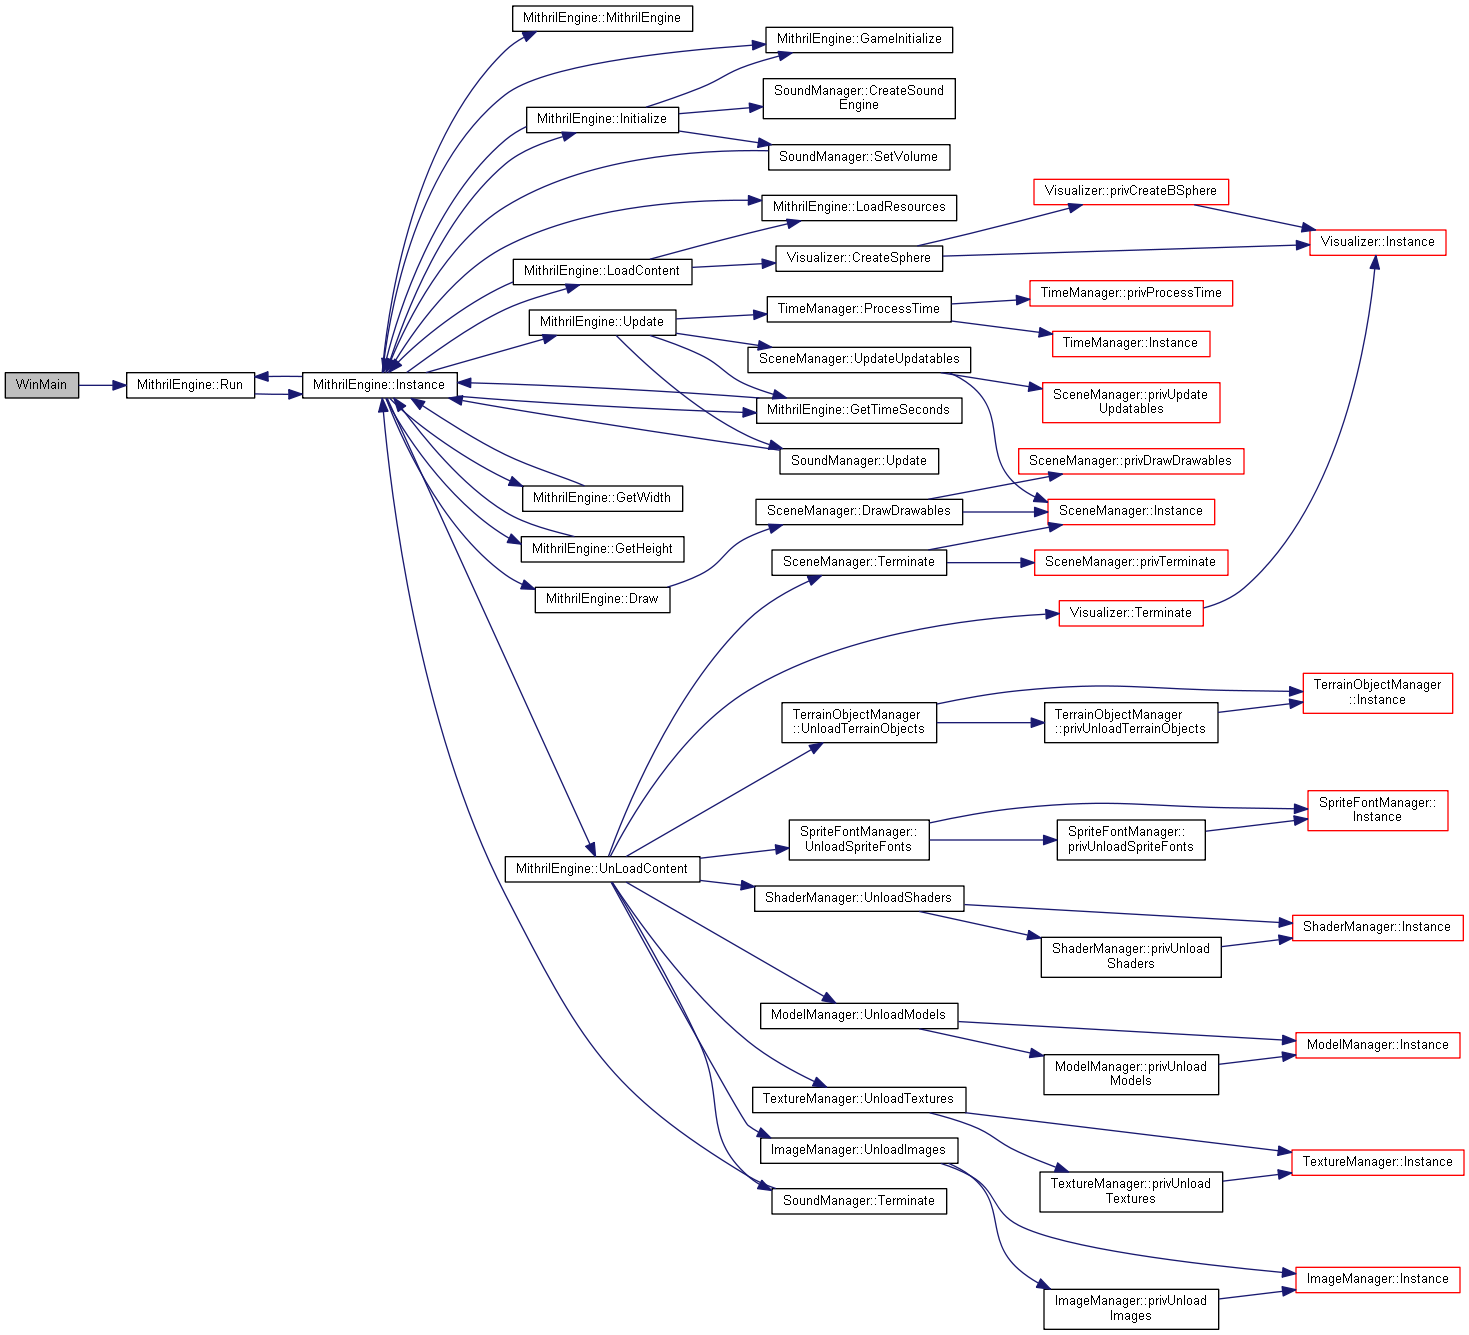 MithrilEngine::MithrilEngine
MithrilEngine::GameInitialize
SoundManager::CreateSound
Engine
MithrilEngine::Initialize
SoundManager::SetVolume
Visualizer::privCreateBSphere
MithrilEngine::LoadResources
Visualizer::Instance
Visualizer::CreateSphere
MithrilEngine::LoadContent
TimeManager::privProcessTime
TimeManager::ProcessTime
MithrilEngine::Update
TimeManager::Instance
SceneManager::UpdateUpdatables
WinMain
MithrilEngine::Run
MithrilEngine::Instance
SceneManager::privUpdate
Updatables
MithrilEngine::GetTimeSeconds
SoundManager::Update
SceneManager::privDrawDrawables
MithrilEngine::GetWidth
SceneManager::DrawDrawables
SceneManager::Instance
MithrilEngine::GetHeight
SceneManager::Terminate
SceneManager::privTerminate
MithrilEngine::Draw
Visualizer::Terminate
TerrainObjectManager
::Instance
TerrainObjectManager
::UnloadTerrainObjects
TerrainObjectManager
::privUnloadTerrainObjects
SpriteFontManager::
Instance
SpriteFontManager::
UnloadSpriteFonts
SpriteFontManager::
privUnloadSpriteFonts
MithrilEngine::UnLoadContent
ShaderManager::UnloadShaders
ShaderManager::Instance
ShaderManager::privUnload
Shaders
ModelManager::UnloadModels
ModelManager::Instance
ModelManager::privUnload
Models
TextureManager::UnloadTextures
ImageManager::UnloadImages
TextureManager::Instance
TextureManager::privUnload
Textures
SoundManager::Terminate
ImageManager::Instance
ImageManager::privUnload
Images